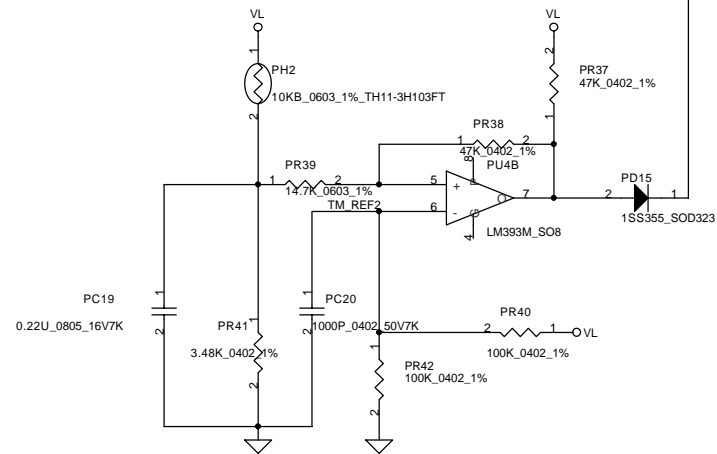 VL
VL
1
PH2
10KB_0603_1%_TH11-3H103FT
2
2
PR37
47K_0402_1%
1
PR38
1 2
47K_0402_1%
8
PU4B
PR39
1 2
14.7K_0603_1%
5
+
P
7
TM_REF2
6
-
G
LM393M_SO8
4
PD15
2 1
1SS355_SOD323
PC19
0.22U_0805_16V7K
1
2
PR41
3.48K_0402_1%
1
2
PC20
1000P_0402_50V7K
1
2
PR40
2 1
VL
100K_0402_1%
PR42
100K_0402_1%
1
2